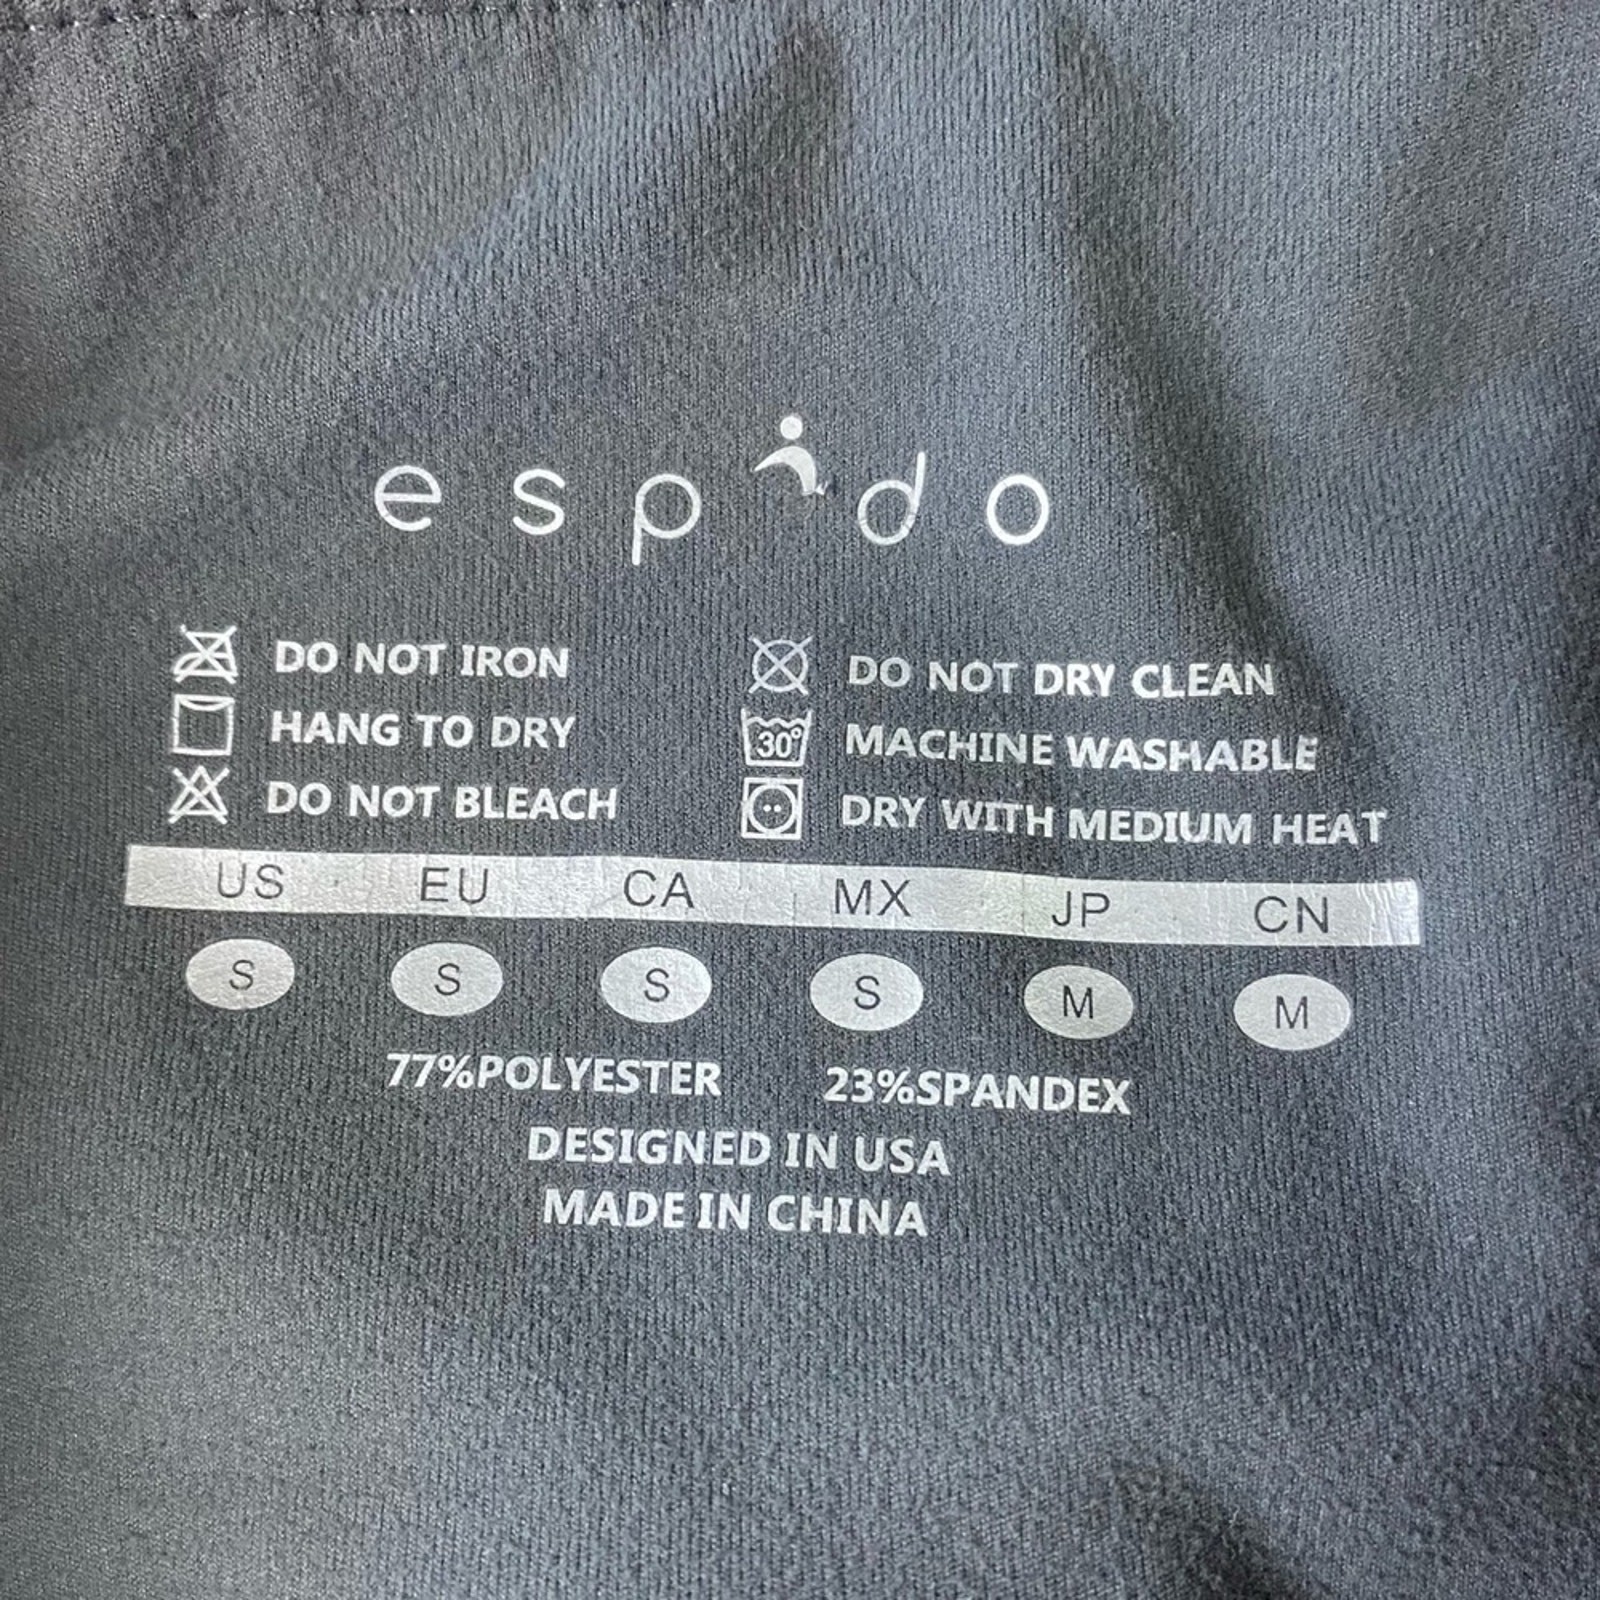 espido
DO NOT IRON
DO NOT DRY CLEAN
HANG TO DRY
30° MACHINE WASHABLE
DO NOT BLEACH
DRY WITH MEDIUM HEAT
US EU CA MX JP CN
S S S S M M
77%POLYESTER 23%SPANDEX
DESIGNED IN USA
MADE IN CHINA